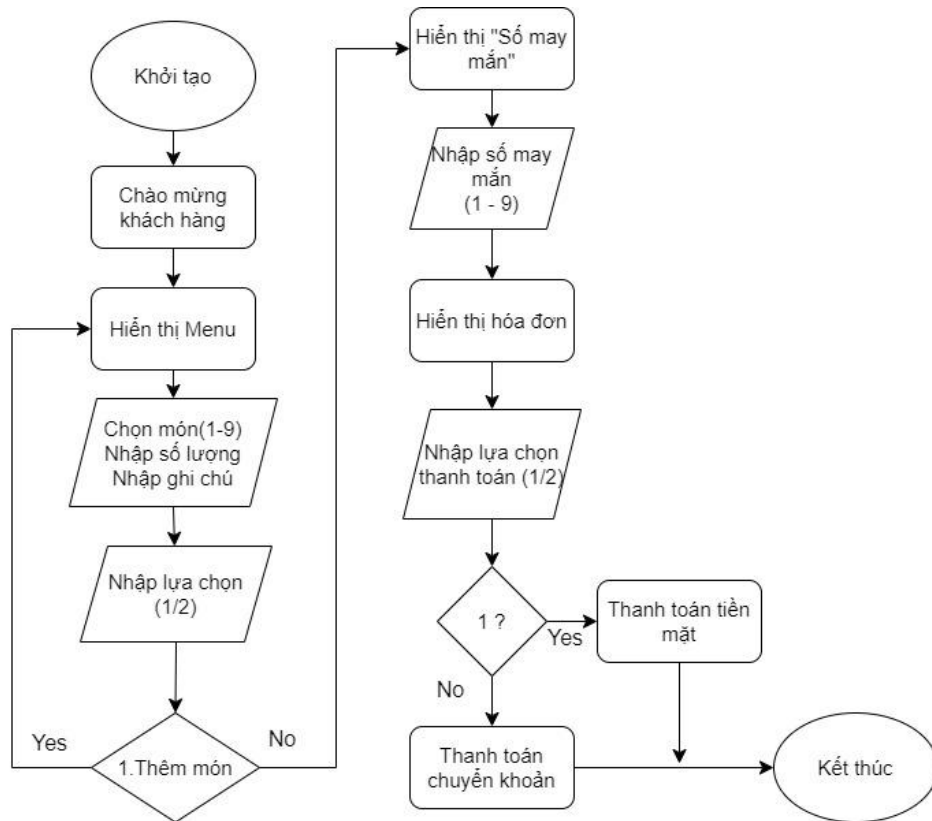 Khởi tạo
Chào mừng
khách hàng
Hiển thị Menu
Chọn món(1-9)
Nhập số lượng
Nhập ghi chú
Nhập lựa chọn
(1/2)
1.Thêm món
Yes
No
Hiển thị "Số may
mắn"
Nhập số may
mắn
(1 - 9)
Hiển thị hóa đơn
Nhập lựa chọn
thanh toán (1/2)
1 ?
Yes
Thanh toán tiền
mặt
No
Thanh toán
chuyển khoản
Kết thúc